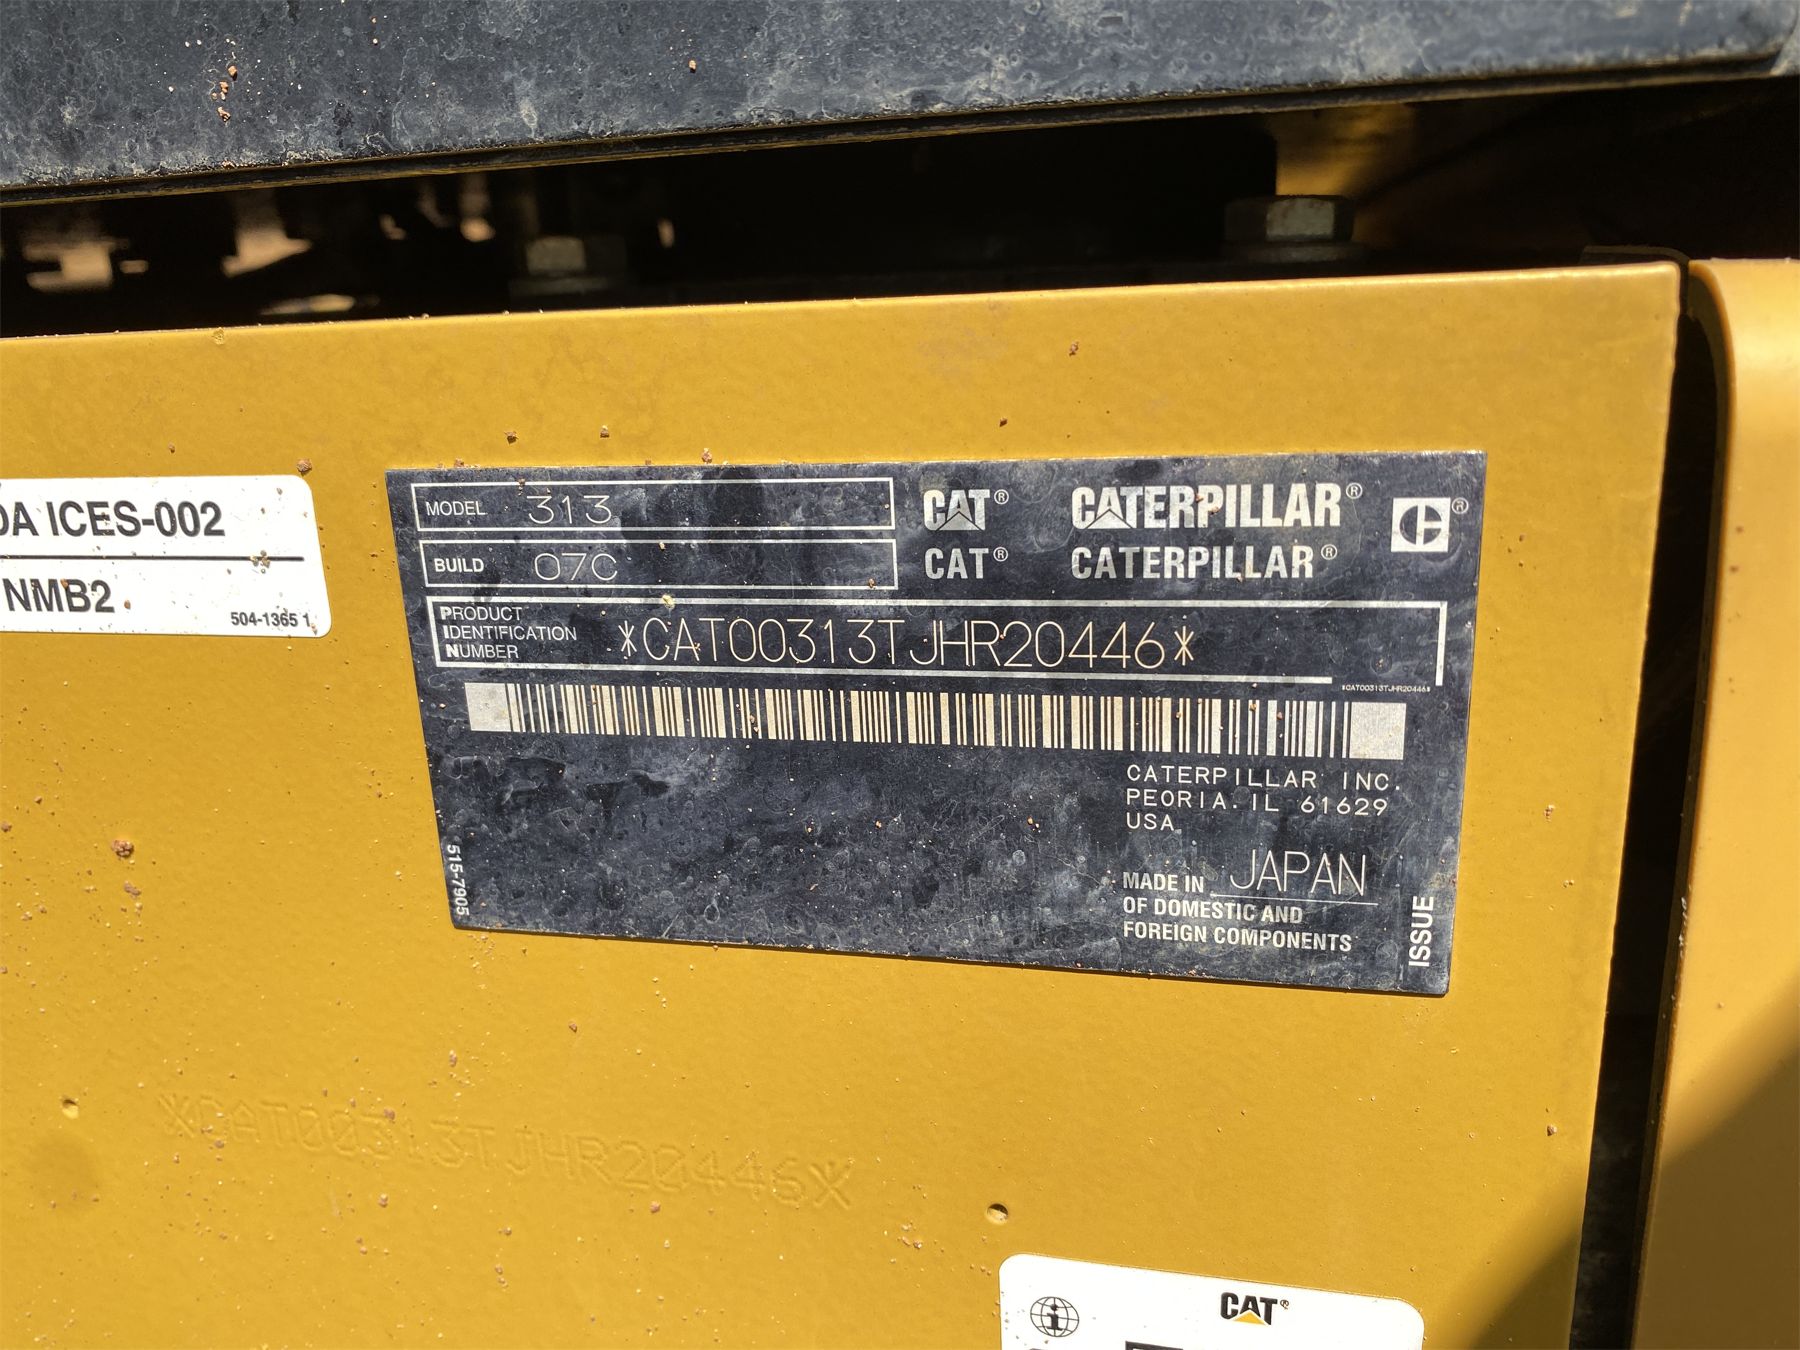 DA ICES-002
NMB2
504-1365 1
MODEL 313
BUILD 07C
PRODUCT
IDENTIFICATION
NUMBER
*CAT00313TJHR20446*
*CAT00313TJHR20446*
CAT® CATERPILLAR®
CAT® CATERPILLAR®
®
CATERPILLAR INC.
PEORIA. IL 61629
USA
MADE IN JAPAN
OF DOMESTIC AND
FOREIGN COMPONENTS
515-7905
ISSUE
*CAT00313TJHR20446*
CAT®